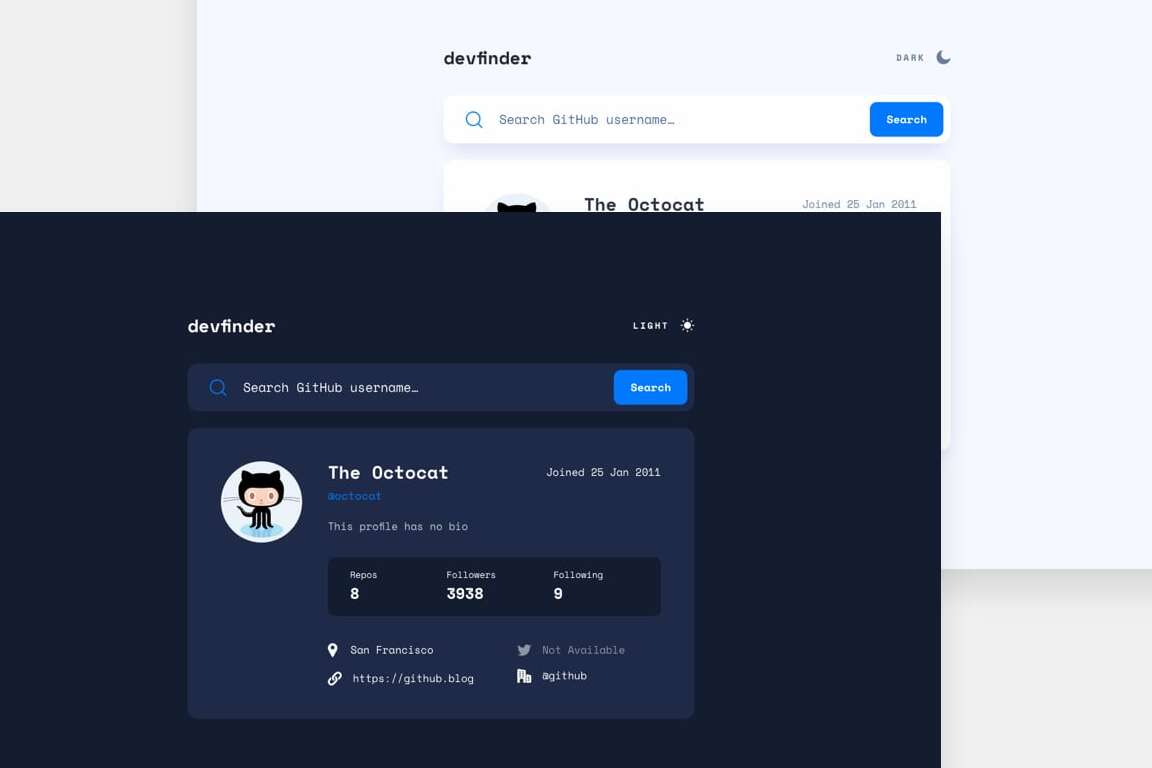 devfinder
DARK
Search GitHub username…
Search
The Octocat
Joined 25 Jan 2011
devfinder
LIGHT
Search GitHub username…
Search
The Octocat
Joined 25 Jan 2011
@octocat
This profile has no bio
Repos Followers Following
8 3938 9
San Francisco
Not Available
https://github.blog
@github